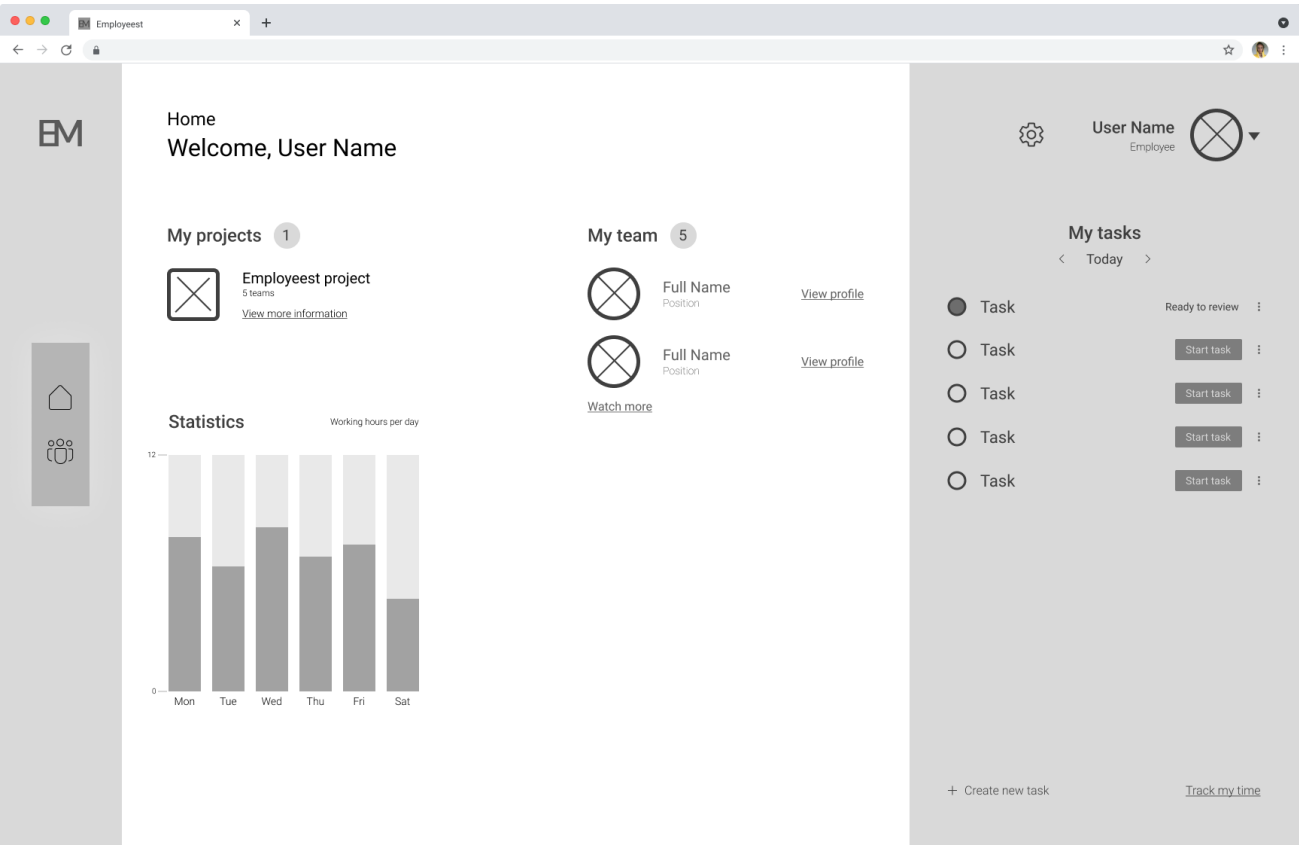 Employeest
EM
Home
Welcome, User Name
My projects 1
Employeest project
5 teams
View more information
Statistics
Working hours per day
12
0
Mon Tue Wed Thu Fri Sat
My team 5
Full Name
Position
View profile
Full Name
Position
View profile
Watch more
User Name
Employee
My tasks
Today
Task Ready to review
Task Start task
Task Start task
Task Start task
Task Start task
+ Create new task
Track my time